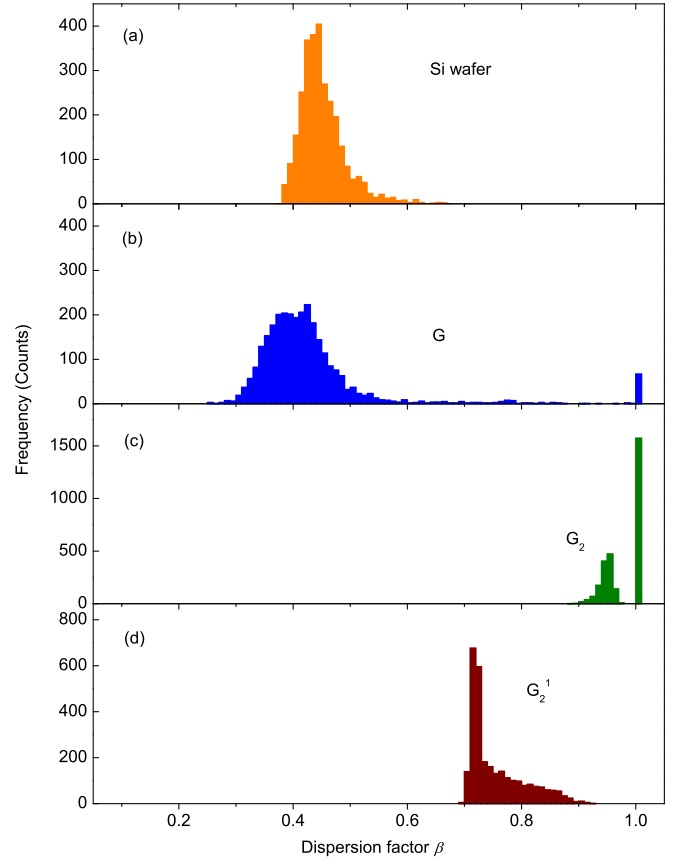 400
(a)
Si wafer
300
200
100
0
400
(b)
300
G
200
100
0
1500
(c)
1000
G₂
500
0
800
(d)
600
G₂¹
400
200
0
0.2 0.4 0.6 0.8 1.0
Dispersion factor β
Frequency (Counts)